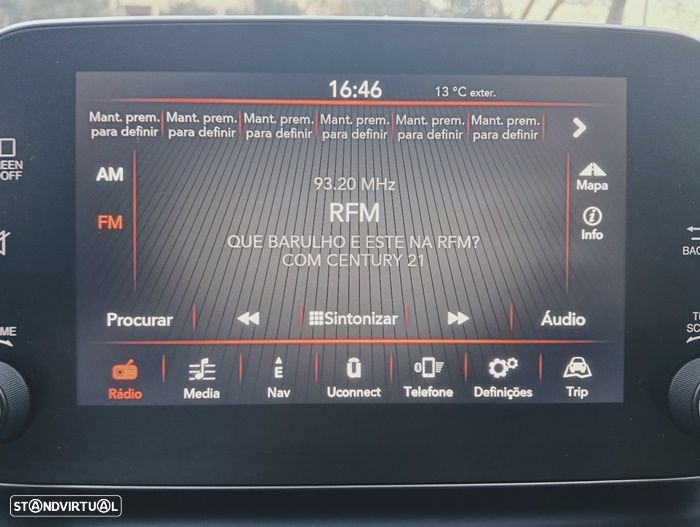 16:46 13 °C exter.
Mant. prem. Mant. prem. Mant. prem. Mant. prem. Mant. prem. Mant. prem.
para definir para definir para definir para definir para definir para definir
AM
FM
93.20 MHz
RFM
QUE BARULHO E ESTE NA RFM?
COM CENTURY 21
Mapa
Info
Procurar Sintonizar Áudio
Rádio Media E Nav Uconnect Telefone Definições Trip
OFF
STANDVIRTUAL